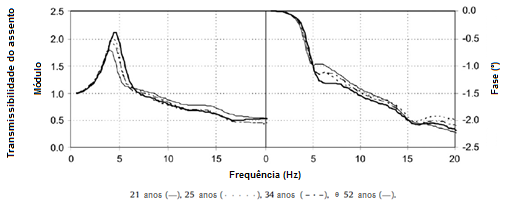 Transmissibilidade do assento
Módulo
2.5
2.0
1.5
1.0
0.5
0.0
0 5 10 15 0 5 10 15 20
0.0
-0.5
-1.0
-1.5
-2.0
-2.5
Fase (°)
Frequência (Hz)
21 anos (—), 25 anos (· · · ·), 34 anos (– · – ·), e 52 anos (—),